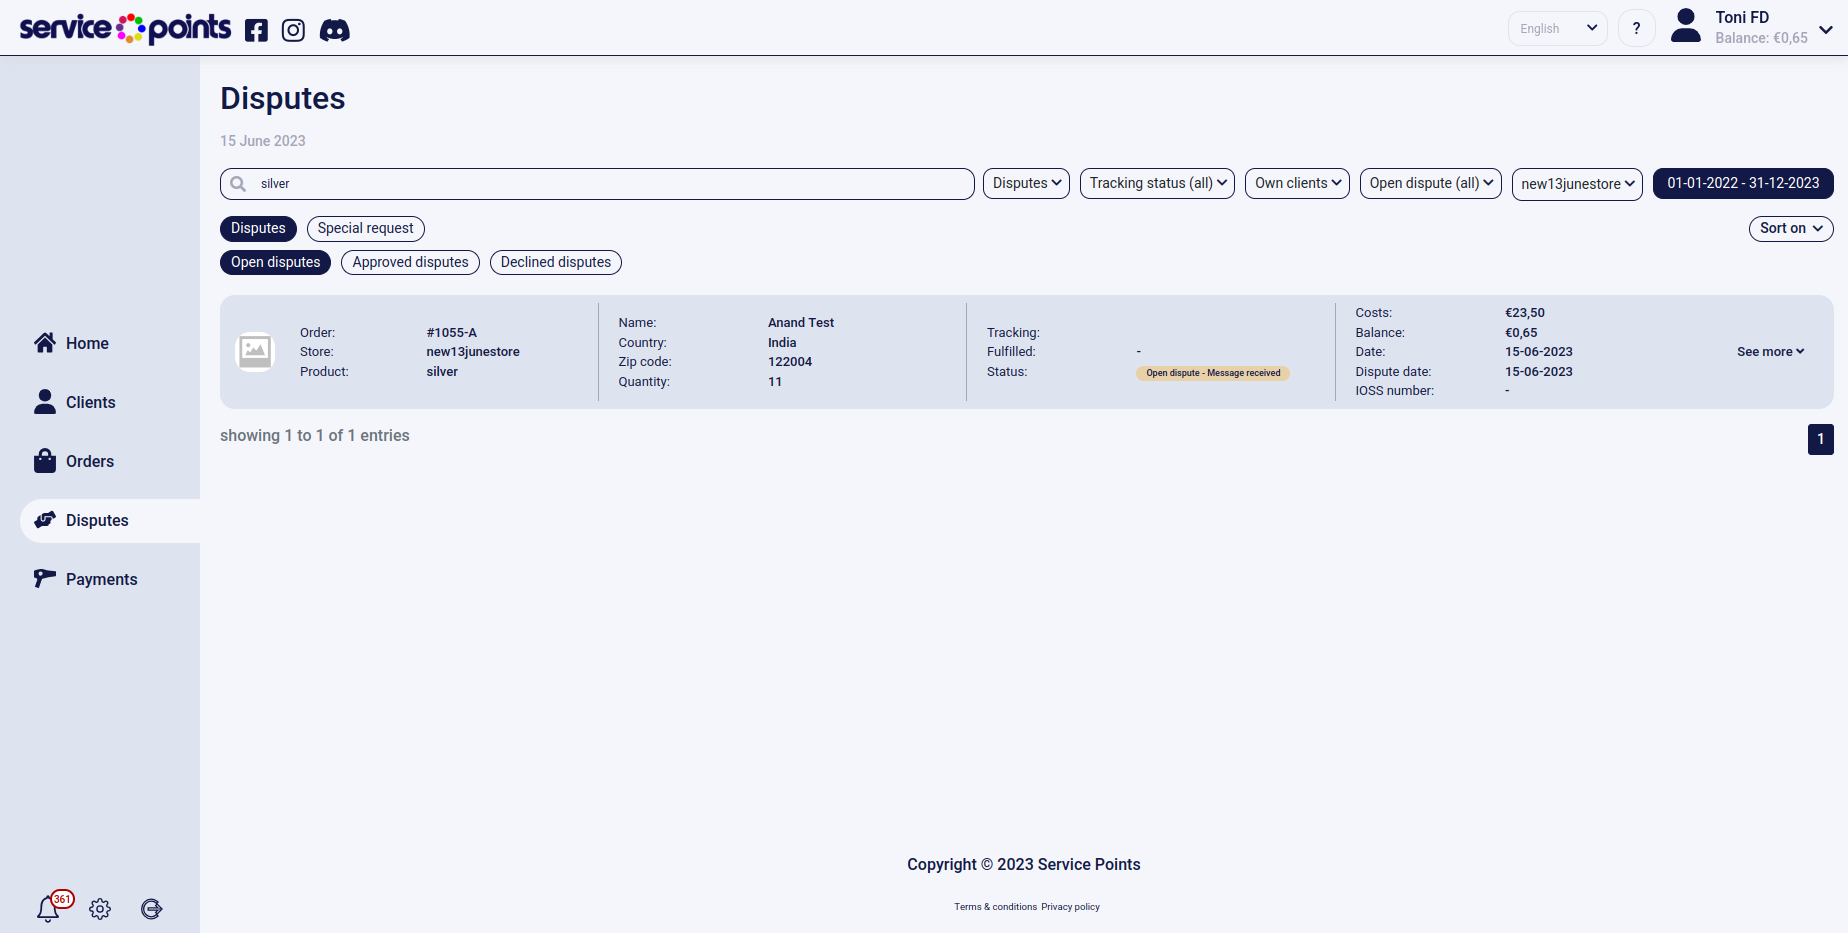 service points
English
?
Toni FD
Balance: €0,65
Disputes
15 June 2023
silver
Disputes
Tracking status (all)
Own clients
Open dispute (all)
new13junestore
01-01-2022 - 31-12-2023
Disputes
Special request
Sort on
Open disputes
Approved disputes
Declined disputes
Order: #1055-A
Store: new13junestore
Product: silver
Name: Anand Test
Country: India
Zip code: 122004
Quantity: 11
Tracking:
Fulfilled: -
Status: Open dispute - Message received
Costs: €23,50
Balance: €0,65
Date: 15-06-2023
Dispute date: 15-06-2023
IOSS number: -
See more
showing 1 to 1 of 1 entries
1
Home
Clients
Orders
Disputes
Payments
361
Copyright © 2023 Service Points
Terms & conditions Privacy policy